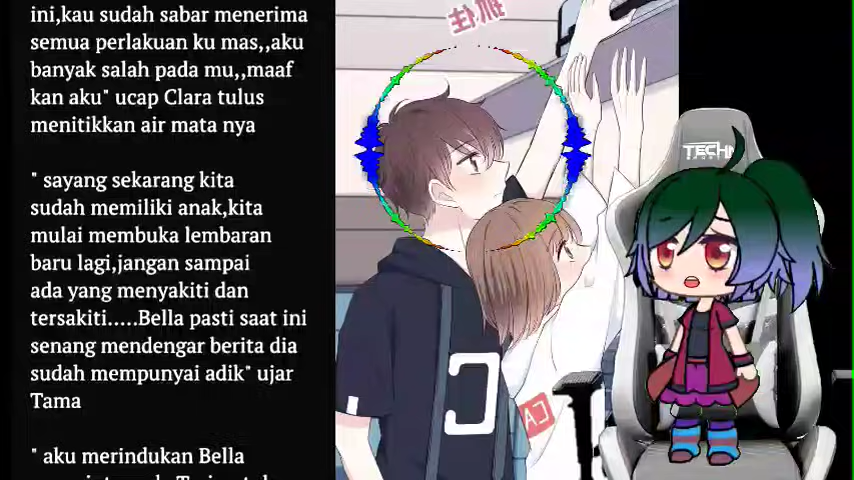 ini,kau sudah sabar menerima
semua perlakuan ku mas,,aku
banyak salah pada mu,,maaf
kan aku" ucap Clara tulus
menitikkan air mata nya
" sayang sekarang kita
sudah memiliki anak,kita
mulai membuka lembaran
baru lagi,jangan sampai
ada yang menyakiti dan
tersakiti.....Bella pasti saat ini
senang mendengar berita dia
sudah mempunyai adik" ujar
Tama
" aku merindukan Bella
抓住
TECHN